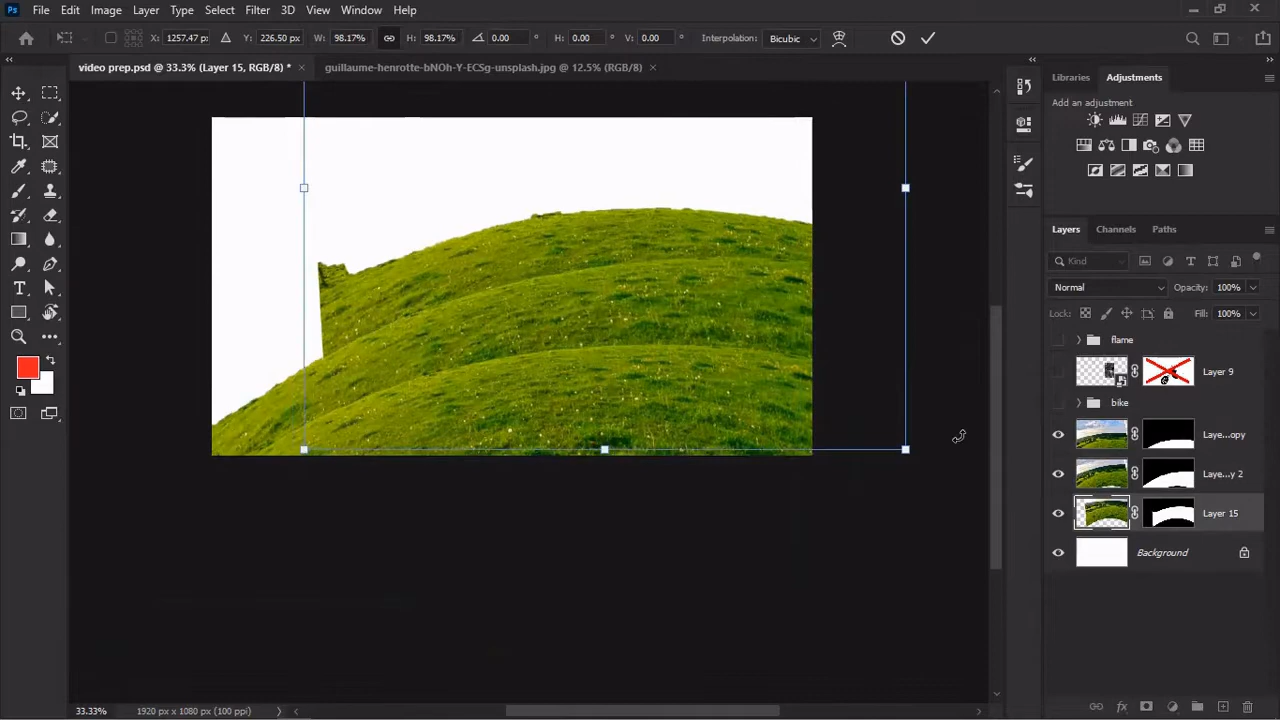 Ps File Edit Image Layer Type Select Filter 3D View Window Help
X: 1257.47 px Y: 226.50 px W: 98.17% H: 98.17% 0.00 ° H: 0.00 ° V: 0.00 ° Interpolation: Bicubic
video prep.psd @ 33.3% (Layer 15, RGB/8) * × guillaume-henrotte-bNOh-Y-ECSg-unsplash.jpg @ 12.5% (RGB/8) ×
Libraries Adjustments
Add an adjustment
Layers Channels Paths
Kind
Normal Opacity: 100%
Lock: Fill: 100%
flame
Layer 9
bike
Laye...opy
Laye...y 2
Layer 15
Background
33.33% 1920 px x 1080 px (100 ppi)